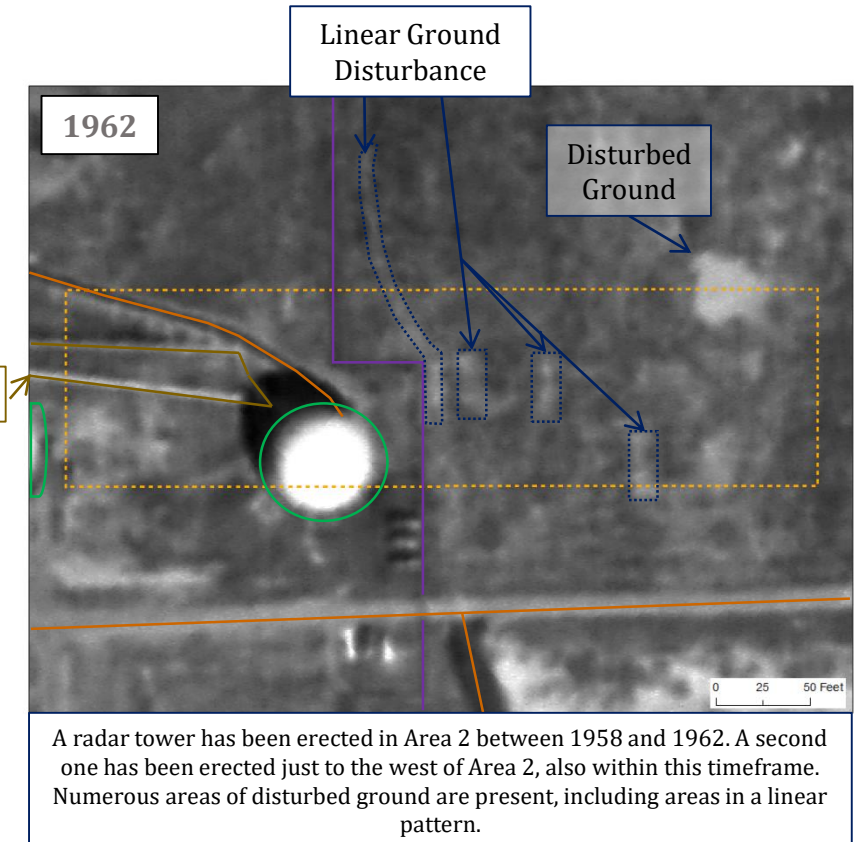 Linear Ground
Disturbance
1962
Disturbed
Ground
0 25 50 Feet
A radar tower has been erected in Area 2 between 1958 and 1962. A second
one has been erected just to the west of Area 2, also within this timeframe.
Numerous areas of disturbed ground are present, including areas in a linear
pattern.